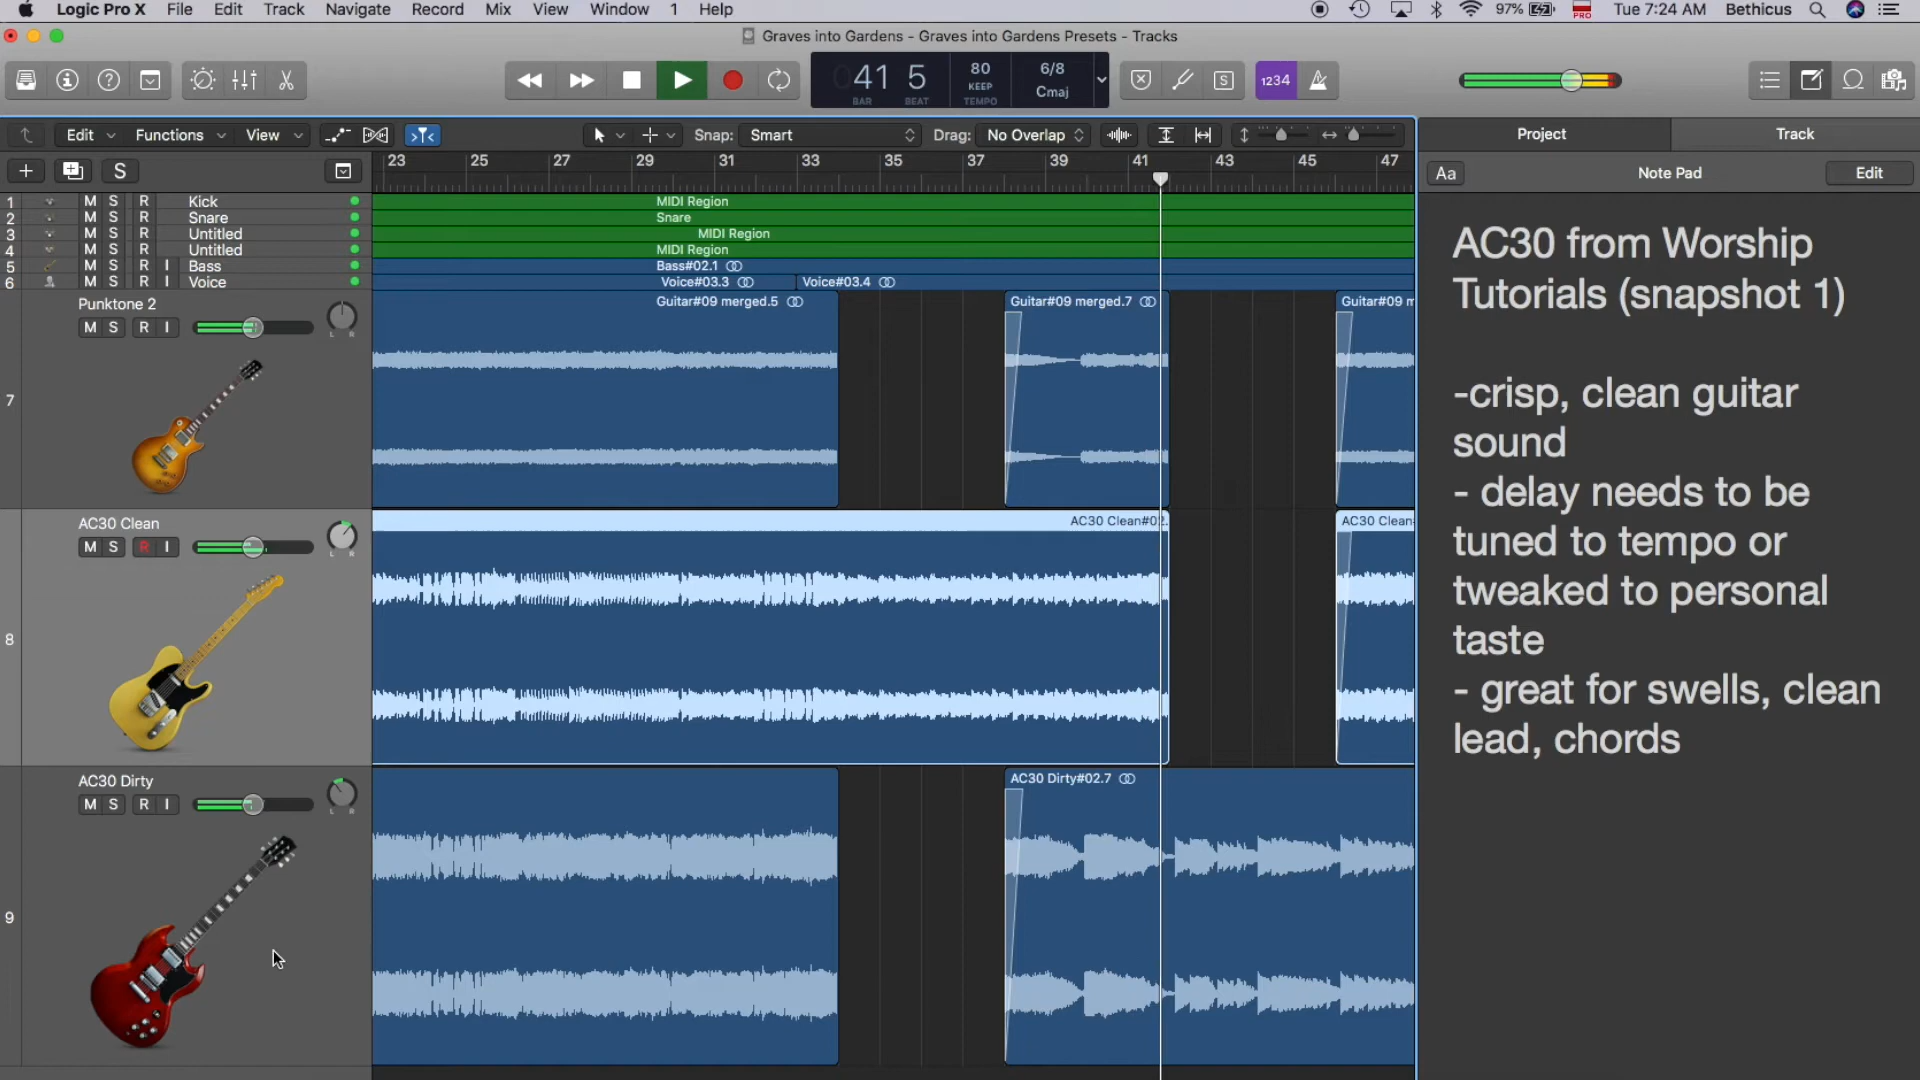 Logic Pro X File Edit Track Navigate Record Mix View Window 1 Help 97% PRO Tue 7:24 AM Bethicus
Graves into Gardens - Graves into Gardens Presets - Tracks
41 5 80 KEEP 6/8 Cmaj 1234
BAR BEAT TEMPO
Edit Functions View Snap: Smart Drag: No Overlap
Project Track
S 23 25 27 29 31 33 35 37 39 41 43 45 47
Aa Note Pad Edit
1 M S R Kick MIDI Region
2 M S R Snare Snare
3 M S R Untitled MIDI Region
4 M S R Untitled MIDI Region
5 M S R I Bass Bass#02.1
6 M S R I Voice Voice#03.3 Voice#03.4
Punktone 2 Guitar#09 merged.5 Guitar#09 merged.7 Guitar#09 m
M S R I L R
7
AC30 Clean AC30 Clean#02. AC30 Clean
M S R I L R
8
AC30 Dirty AC30 Dirty#02.7
M S R I L R
9
AC30 from Worship
Tutorials (snapshot 1)
-crisp, clean guitar
sound
- delay needs to be
tuned to tempo or
tweaked to personal
taste
- great for swells, clean
lead, chords